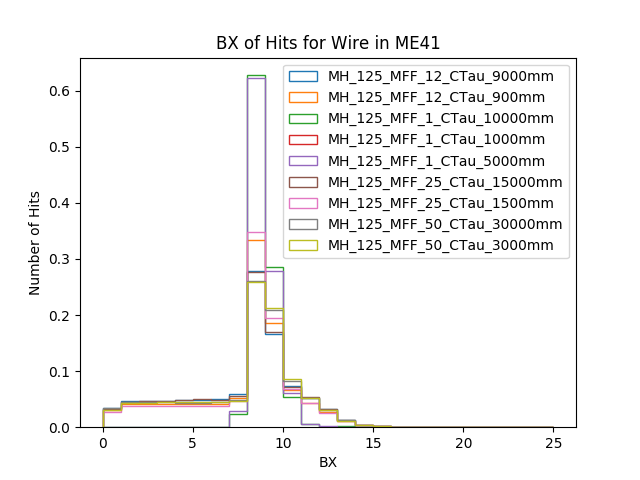 BX of Hits for Wire in ME41
MH_125_MFF_12_CTau_9000mm
MH_125_MFF_12_CTau_900mm
MH_125_MFF_1_CTau_10000mm
MH_125_MFF_1_CTau_1000mm
MH_125_MFF_1_CTau_5000mm
MH_125_MFF_25_CTau_15000mm
MH_125_MFF_25_CTau_1500mm
MH_125_MFF_50_CTau_30000mm
MH_125_MFF_50_CTau_3000mm
Number of Hits
0.6
0.5
0.4
0.3
0.2
0.1
0.0
0 5 10 15 20 25
BX